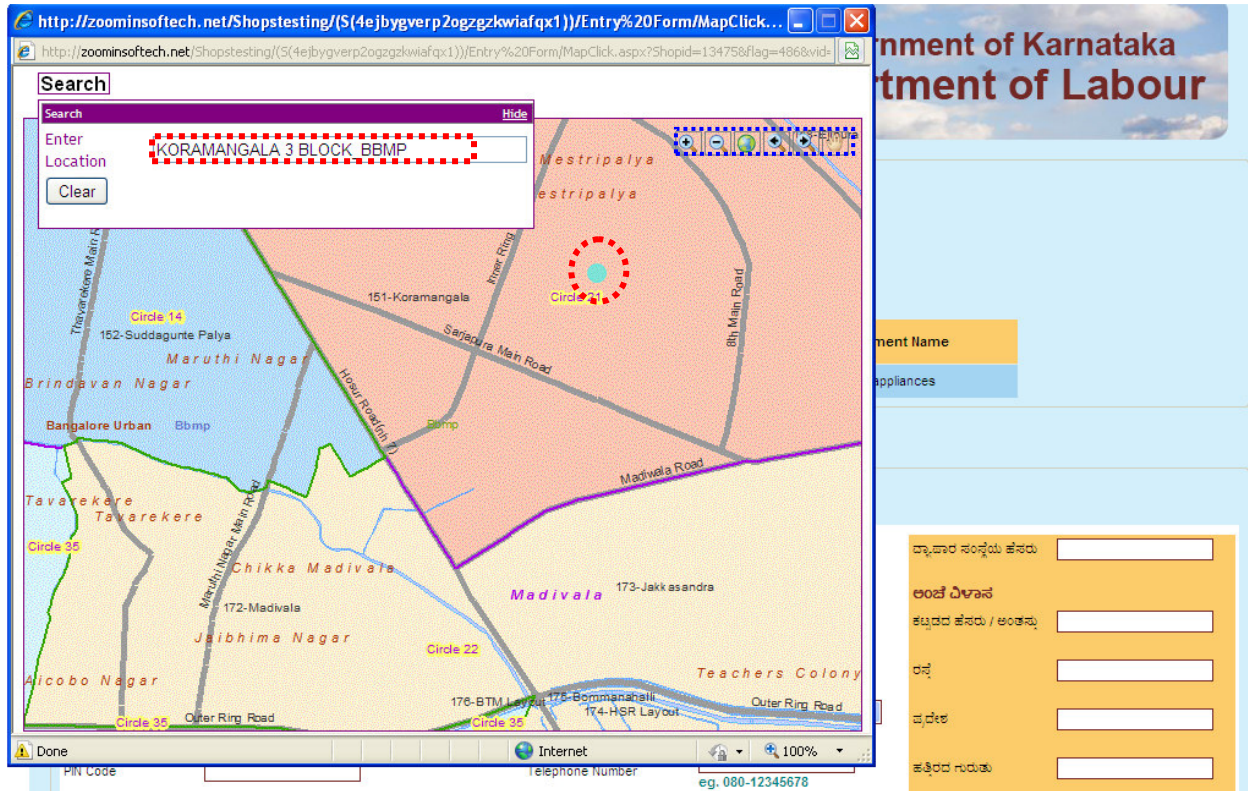 http://zoominsoftech.net/Shopstesting/(S(4ejbygverp2ogzgzkwiafqx1))/Entry%20Form/MapClick...
http://zoominsoftech.net/Shopstesting/(S(4ejbygverp2ogzgzkwiafqx1))/Entry%20Form/MapClick.aspx?Shopid=13475&flag=486&vid=
rnment of Karnataka
rtment of Labour
Search
Search
Hide
Enter
Location
KORAMANGALA 3 BLOCK_BBMP
Clear
Mestripalya
estripalya
Thavarekere Main R
Inner Ring
151-Koramangala
Circle 21
8th Main Road
Circle 14
152-Suddagunte Palya
Sarjapura Main Road
Maruthi Nagar
Brindavan Nagar
Hosur Road(nh 7)
Bangalore Urban
Bbmp
Bbmp
Madiwala Road
ment Name
appliances
Tavarekere
Tavarekere
Maruthi Nagar Main Road
Circle 35
Chikka Madivala
Madivala
173-Jakkasandra
172-Madivala
Jaibhima Nagar
Circle 22
Teachers Colony
Aicobo Nagar
176-BTM Layout
175-Bommanahalli
174-HSR Layout
Outer Ring Road
Circle 35
Outer Ring Road
Circle 35
Done
Internet
100%
PIN Code
Telephone Number
eg. 080-12345678
ವ್ಯಾಪಾರ ಸಂಸ್ಥೆಯ ಹೆಸರು
ಅಂಚೆ ವಿಳಾಸ
ಕಟ್ಟಡದ ಹೆಸರು / ಅಂತಸ್ತು
ರಸ್ತೆ
ಪ್ರದೇಶ
ಹತ್ತಿರದ ಗುರುತು